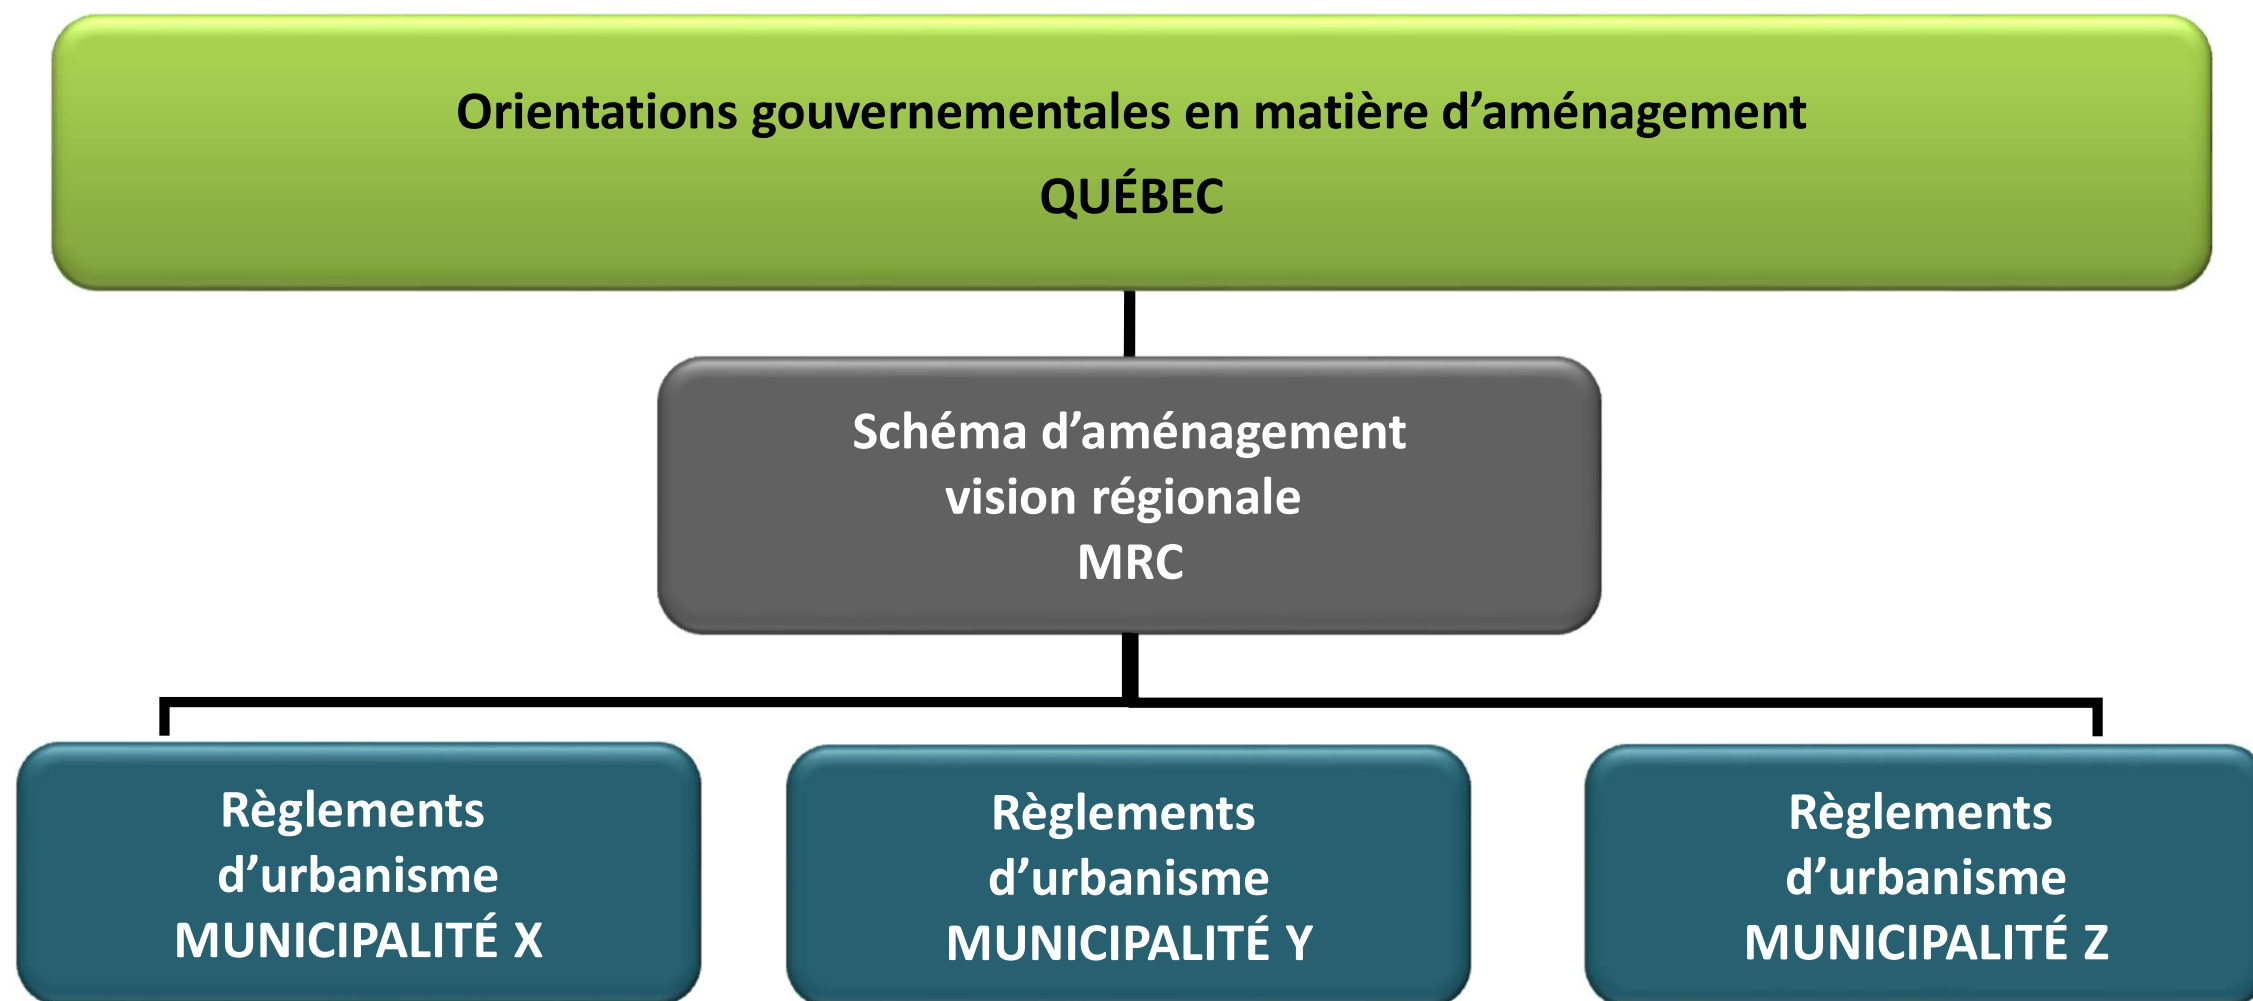 Orientations gouvernementales en matière d’aménagement
QUÉBEC
Schéma d’aménagement
vision régionale
MRC
Règlements
d’urbanisme
MUNICIPALITÉ X
Règlements
d’urbanisme
MUNICIPALITÉ Y
Règlements
d’urbanisme
MUNICIPALITÉ Z